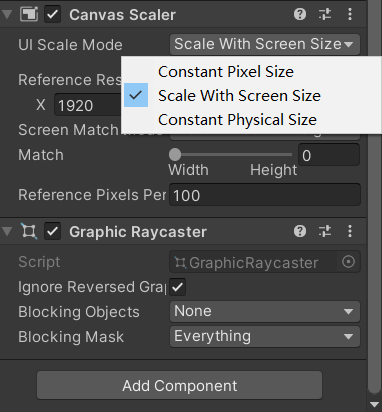 Canvas Scaler
UI Scale Mode Scale With Screen Size
Constant Pixel Size
Reference Res
Scale With Screen Size
X 1920
Constant Physical Size
Screen Match
Match 0
Width Height
Reference Pixels Per 100
Graphic Raycaster
Script GraphicRaycaster
Ignore Reversed Gra
Blocking Objects None
Blocking Mask Everything
Add Component